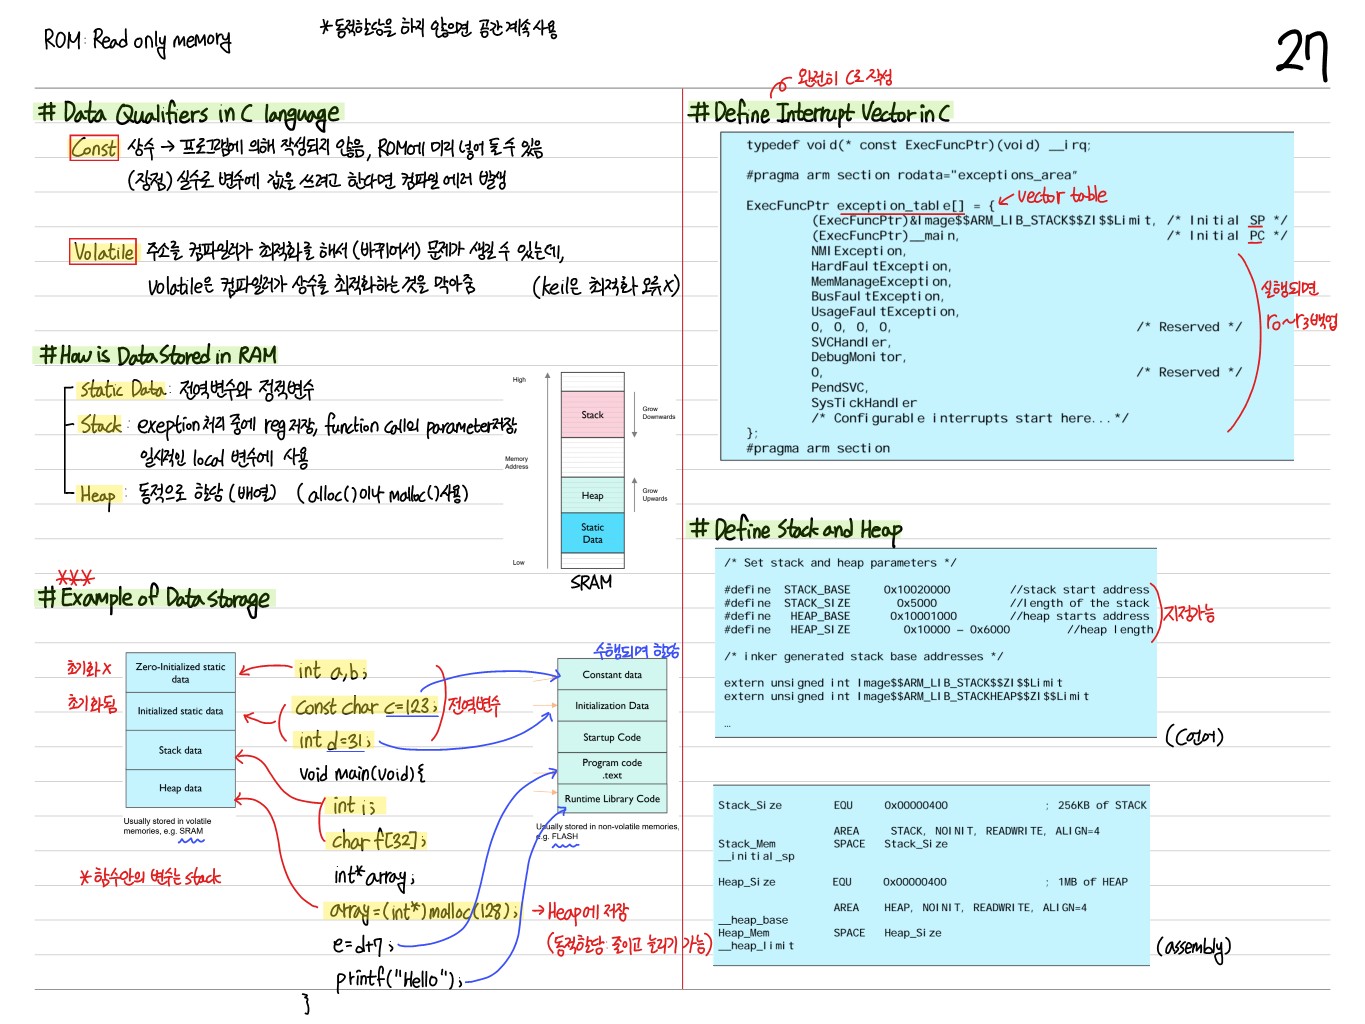 ROM: Read only memory
*동적할당을 하지 않으면 공간 계속 사용
27
# Data Qualifiers in C language
Const 상수 → 프로그램에 의해 작성되지 않음, ROM에 미리 넣어 둘 수 있음
(장점) 실수로 변수에 값을 쓰려고 한다면 컴파일 에러 발생
Volatile 주소를 컴파일러가 최적화를 해서 (바뀌어서) 문제가 생길 수 있는데,
Volatile은 컴파일러가 상수를 최적화하는 것을 막아줌 (keil은 최적화 오류X)
# How is Data Stored in RAM
static Data: 전역변수와 정적변수
Stack: exeption 처리 중에 reg 저장, function call의 parameter저장,
일시적인 local 변수에 사용
Heap: 동적으로 할당 (배열) (alloc()이나 malloc()사용)
High
Stack
Grow
Downwards
Memory
Address
Heap
Grow
Upwards
Static
Data
Low
SRAM
***
# Example of Data Storage
초기화 X
Zero-Initialized static
data
초기화됨
Initialized static data
Stack data
Heap data
Usually stored in volatile
memories, e.g. SRAM
*함수안의 변수는 stack
int a,b;
const char c=123;
int d=31;
전역변수
void main(void){
int i;
char f[32];
int* array;
array=(int*)malloc(128); → Heap에 저장
(동적할당: 줄이고 늘리기 가능)
e=d+7;
printf("Hello");
}
수행되면 할당
Constant data
Initialization Data
Startup Code
Program code
.text
Runtime Library Code
Usually stored in non-volatile memories,
e.g. FLASH
완전히 C로 작성
# Define Interrupt Vector in C
typedef void(* const ExecFuncPtr)(void) __irq;
#pragma arm section rodata="exceptions_area"
ExecFuncPtr exception_table[] = { ← vector table
(ExecFuncPtr)&Image$$ARM_LIB_STACK$$ZI$$Limit, /* Initial SP */
(ExecFuncPtr)__main, /* Initial PC */
NMIException,
HardFaultException,
MemManageException,
BusFaultException,
UsageFaultException,
0, 0, 0, 0, /* Reserved */
SVCHandler,
DebugMonitor,
0, /* Reserved */
PendSVC,
SysTickHandler
/* Configurable interrupts start here...*/
};
#pragma arm section
실행되면
r0~r3백업
# Define Stack and Heap
/* Set stack and heap parameters */
#define STACK_BASE 0x10020000 //stack start address
#define STACK_SIZE 0x5000 //length of the stack
#define HEAP_BASE 0x10001000 //heap starts address
#define HEAP_SIZE 0x10000 – 0x6000 //heap length
지정가능
/* inker generated stack base addresses */
extern unsigned int Image$$ARM_LIB_STACK$$ZI$$Limit
extern unsigned int Image$$ARM_LIB_STACKHEAP$$ZI$$Limit
…
(C언어)
Stack_Size EQU 0x00000400 ; 256KB of STACK
AREA STACK, NOINIT, READWRITE, ALIGN=4
Stack_Mem SPACE Stack_Size
__initial_sp
Heap_Size EQU 0x00000400 ; 1MB of HEAP
AREA HEAP, NOINIT, READWRITE, ALIGN=4
__heap_base
Heap_Mem SPACE Heap_Size
__heap_limit
(assembly)